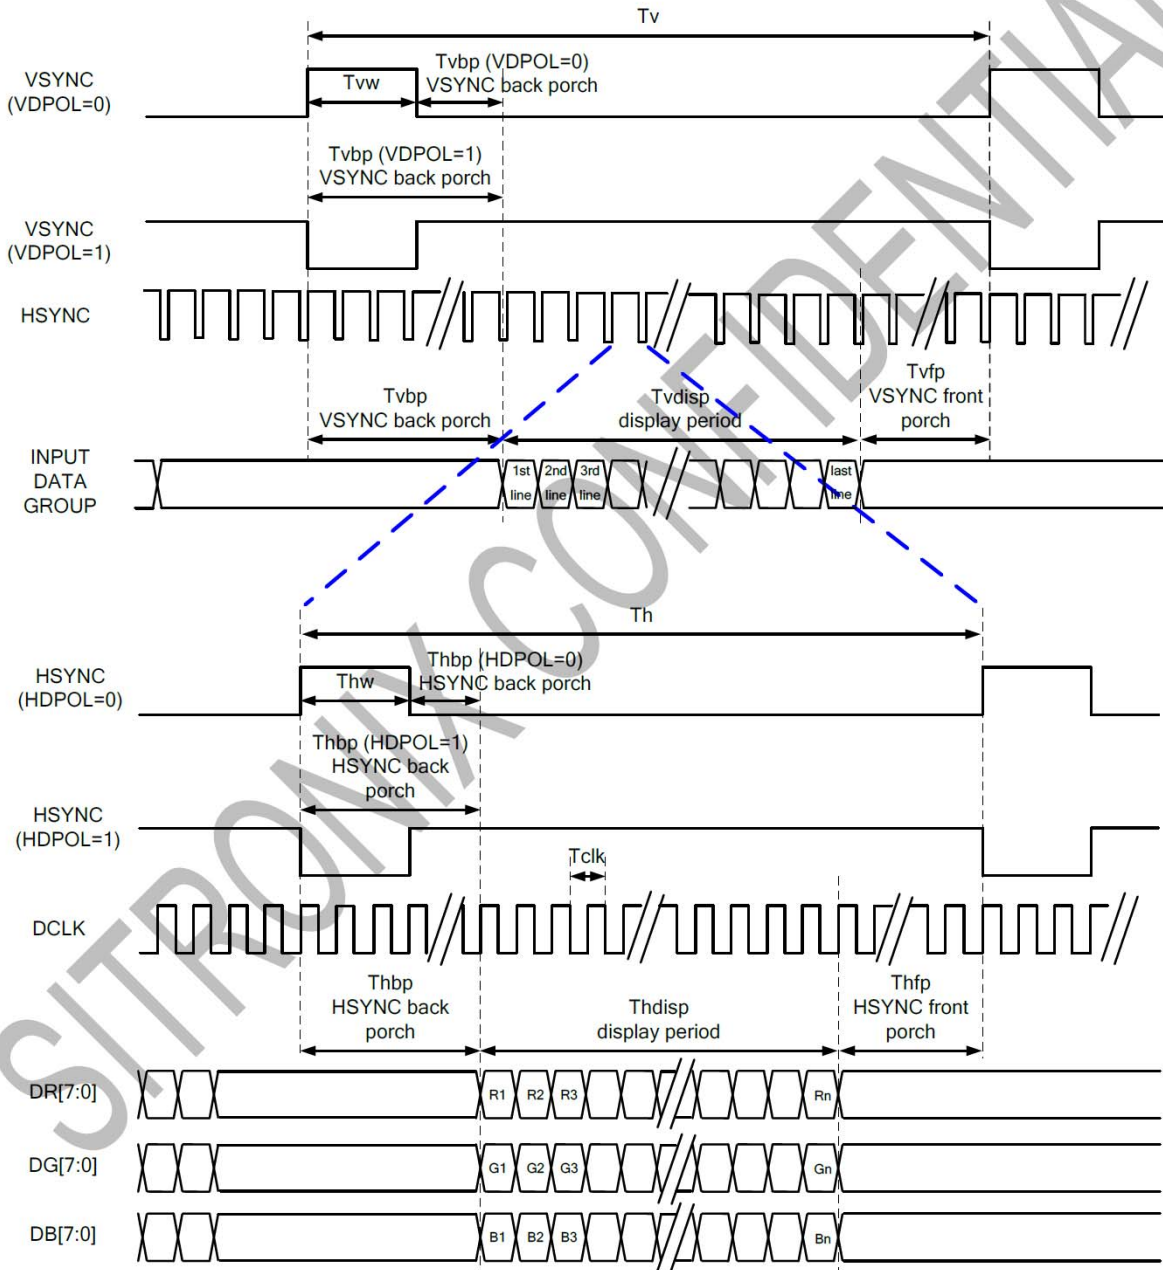 Tv
VSYNC
(VDPOL=0)
Tvw
Tvbp (VDPOL=0)
VSYNC back porch
Tvbp (VDPOL=1)
VSYNC back porch
VSYNC
(VDPOL=1)
HSYNC
Tvbp
VSYNC back porch
Tvdisp
display period
Tvfp
VSYNC front
porch
INPUT
DATA
GROUP
1st
line
2nd
line
3rd
line
last
line
Th
HSYNC
(HDPOL=0)
Thw
Thbp (HDPOL=0)
HSYNC back porch
Thbp (HDPOL=1)
HSYNC back
porch
HSYNC
(HDPOL=1)
Tclk
DCLK
Thbp
HSYNC back
porch
Thdisp
display period
Thfp
HSYNC front
porch
DR[7:0]
R1 R2 R3 Rn
DG[7:0]
G1 G2 G3 Gn
DB[7:0]
B1 B2 B3 Bn
SITRONIX CONFIDENTIAL